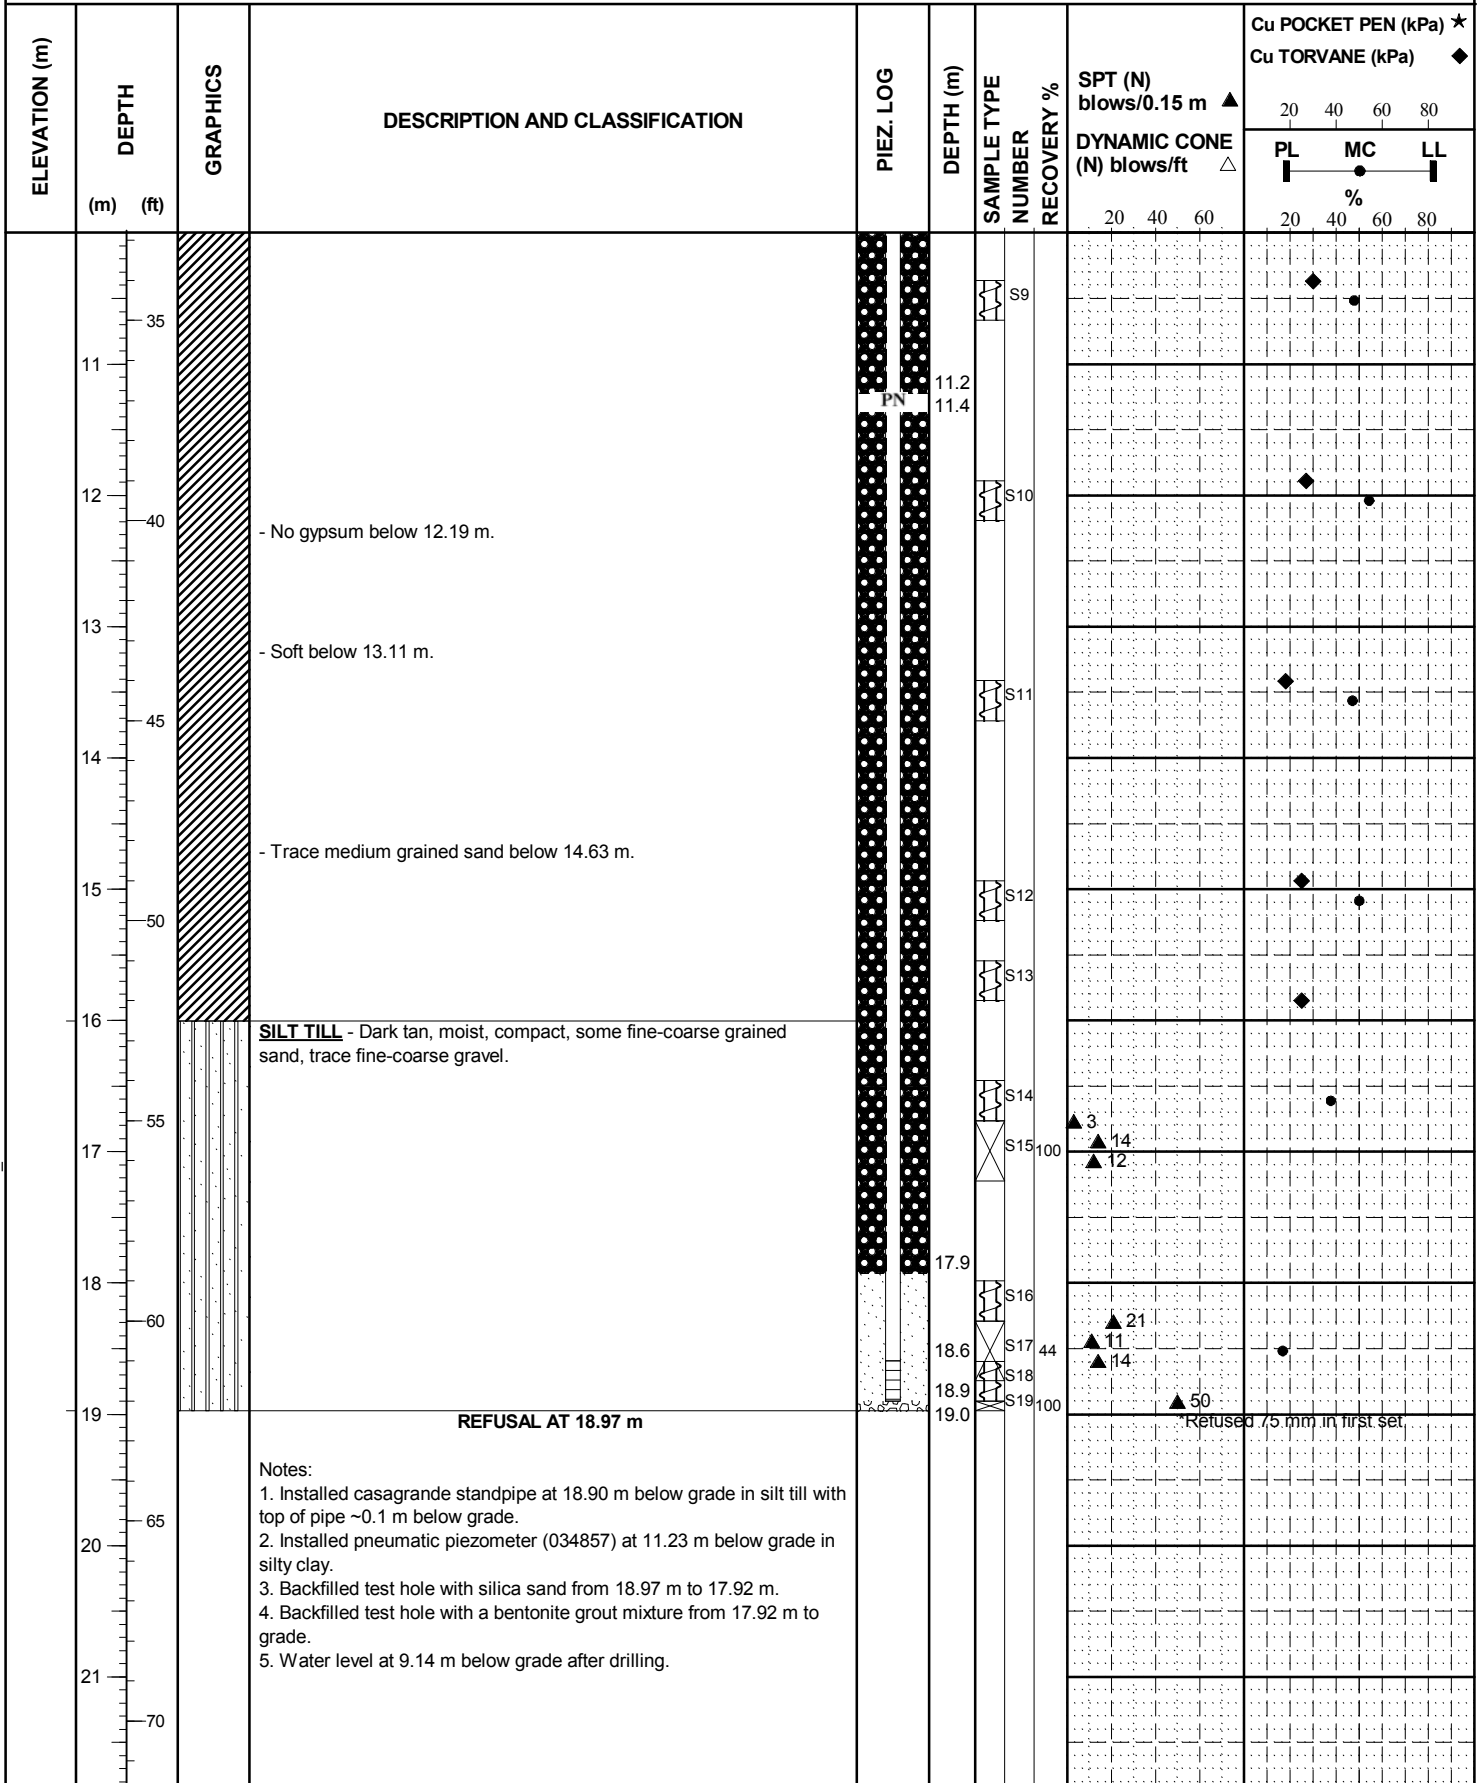 ELEVATION (m)
DEPTH
(m) (ft)
GRAPHICS
DESCRIPTION AND CLASSIFICATION
PIEZ. LOG
DEPTH (m)
SAMPLE TYPE
NUMBER
RECOVERY %
SPT (N)
blows/0.15 m ▲
DYNAMIC CONE
(N) blows/ft △
20 40 60
Cu POCKET PEN (kPa) ★
Cu TORVANE (kPa) ◆
20 40 60 80
PL MC LL
%
20 40 60 80
S9
35
11
11.2
PN
11.4
12
S10
40
- No gypsum below 12.19 m.
13
- Soft below 13.11 m.
S11
45
14
- Trace medium grained sand below 14.63 m.
15
S12
50
S13
16
SILT TILL - Dark tan, moist, compact, some fine-coarse grained
sand, trace fine-coarse gravel.
S14
55
3
14
17
S15 100
12
17.9
18
S16
60
21
11
18.6
S17 44
14
S18
18.9
S19 100
50
19
19.0
*Refused 75 mm in first set
REFUSAL AT 18.97 m
Notes:
1. Installed casagrande standpipe at 18.90 m below grade in silt till with
top of pipe ~0.1 m below grade.
65
2. Installed pneumatic piezometer (034857) at 11.23 m below grade in
20
silty clay.
3. Backfilled test hole with silica sand from 18.97 m to 17.92 m.
4. Backfilled test hole with a bentonite grout mixture from 17.92 m to
grade.
5. Water level at 9.14 m below grade after drilling.
21
70